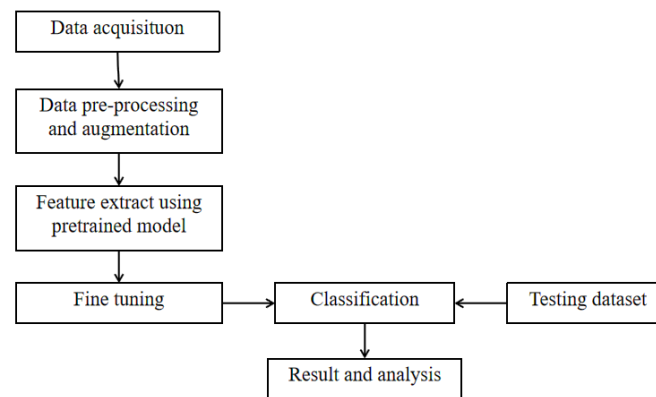 Data acquisituon
Data pre-processing
and augmentation
Feature extract using
pretrained model
Fine tuning
Classification
Testing dataset
Result and analysis